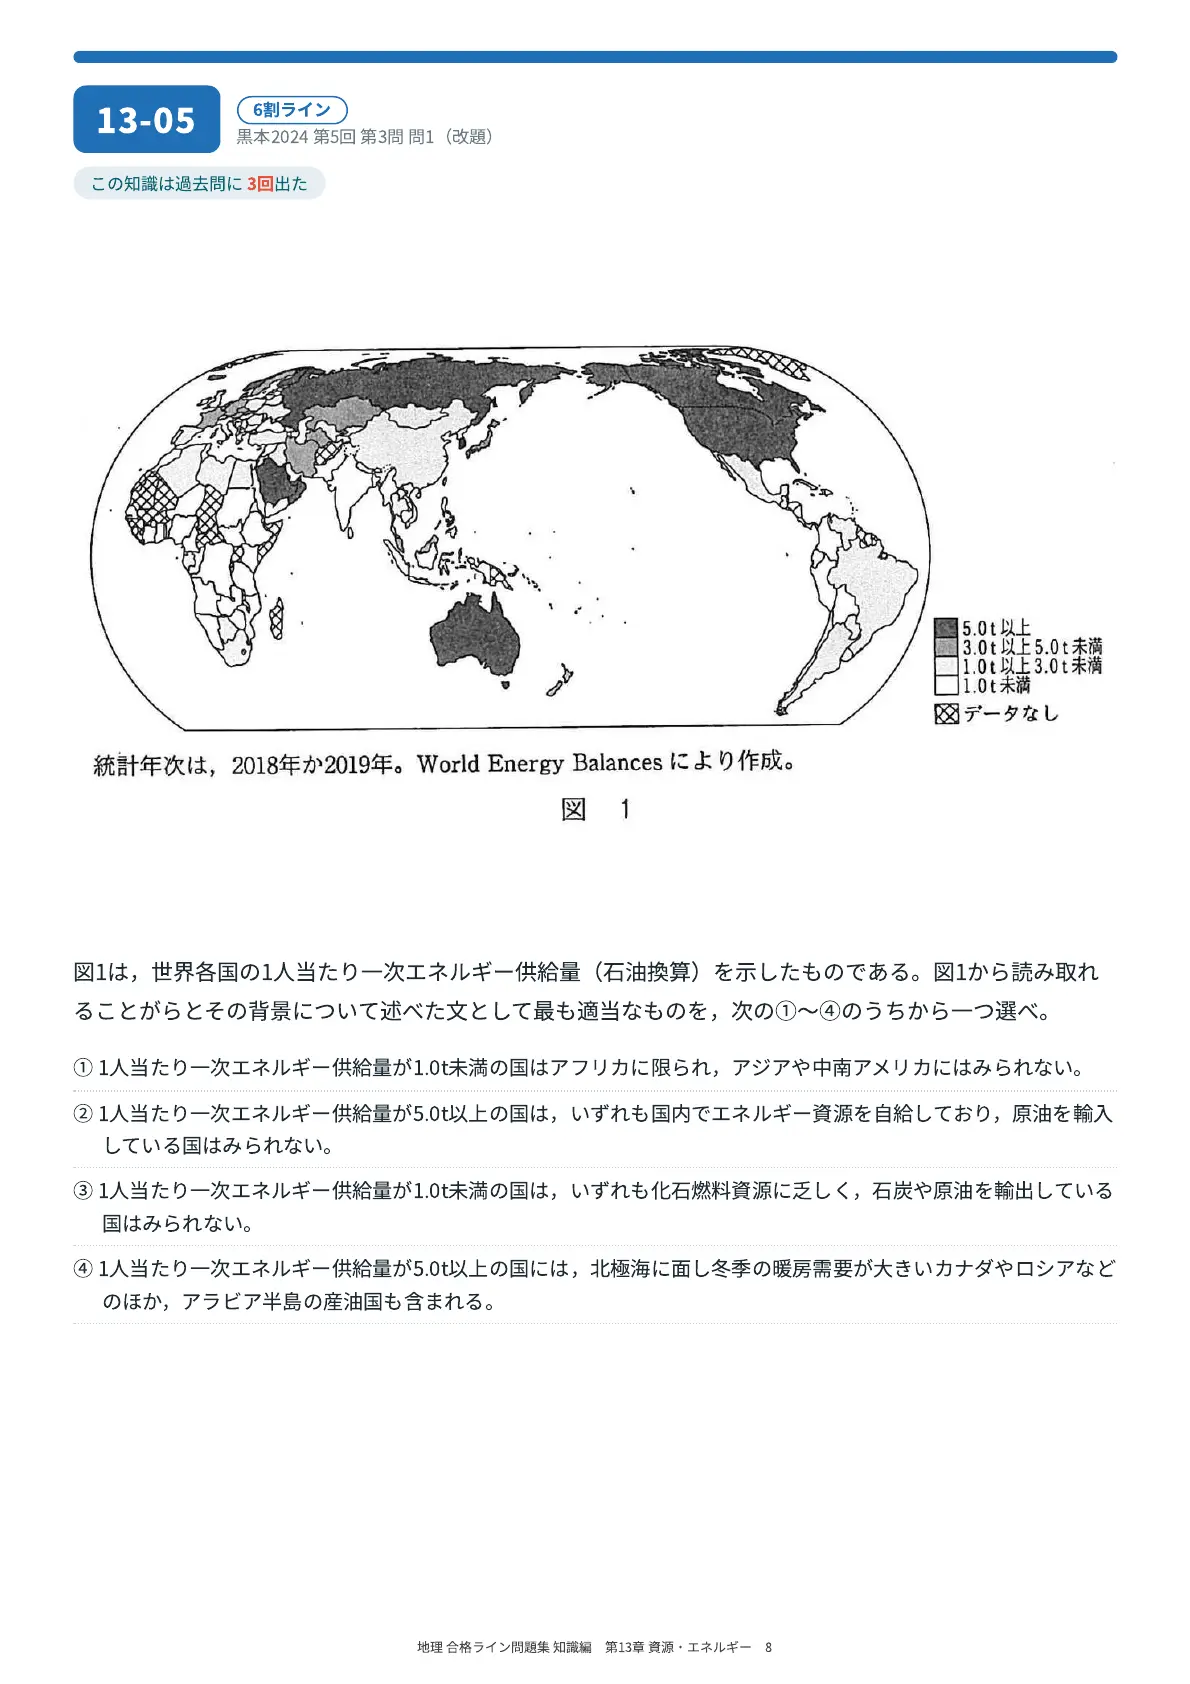 13-05
6割ライン
黒本2024 第5回 第3問 問1（改題）
この知識は過去問に 3回出た
5.0t以上
3.0t以上5.0t未満
1.0t以上3.0t未満
1.0t未満
データなし
統計年次は，2018年か2019年。World Energy Balances により作成。
図 1
図1は，世界各国の1人当たり一次エネルギー供給量（石油換算）を示したものである。図1から読み取れ
ることがらとその背景について述べた文として最も適当なものを，次の①〜④のうちから一つ選べ。
① 1人当たり一次エネルギー供給量が1.0t未満の国はアフリカに限られ，アジアや中南アメリカにはみられない。
② 1人当たり一次エネルギー供給量が5.0t以上の国は，いずれも国内でエネルギー資源を自給しており，原油を輸入
している国はみられない。
③ 1人当たり一次エネルギー供給量が1.0t未満の国は，いずれも化石燃料資源に乏しく，石炭や原油を輸出している
国はみられない。
④ 1人当たり一次エネルギー供給量が5.0t以上の国には，北極海に面し冬季の暖房需要が大きいカナダやロシアなど
のほか，アラビア半島の産油国も含まれる。
地理 合格ライン問題集 知識編 第13章 資源・エネルギー 8